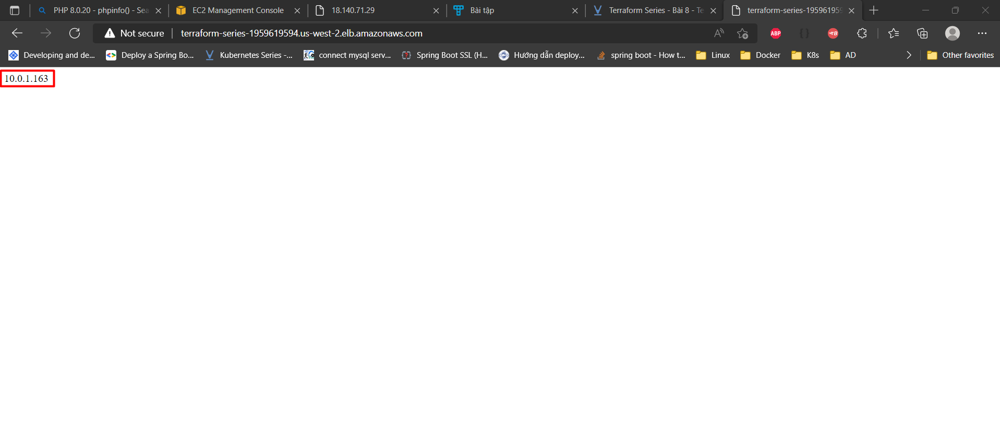 PHP 8.0.20 - phpinfo() - Sea
EC2 Management Console
18.140.71.29
Bài tập
Terraform Series - Bài 8 - Te
terraform-series-195961959
Not secure
terraform-series-1959619594.us-west-2.elb.amazonaws.com
ABP
Developing and de...
Deploy a Spring Bo...
Kubernetes Series -...
connect mysql serv...
Spring Boot SSL (H...
Hướng dẫn deploy...
spring boot - How t...
Linux
Docker
K8s
AD
Other favorites
10.0.1.163